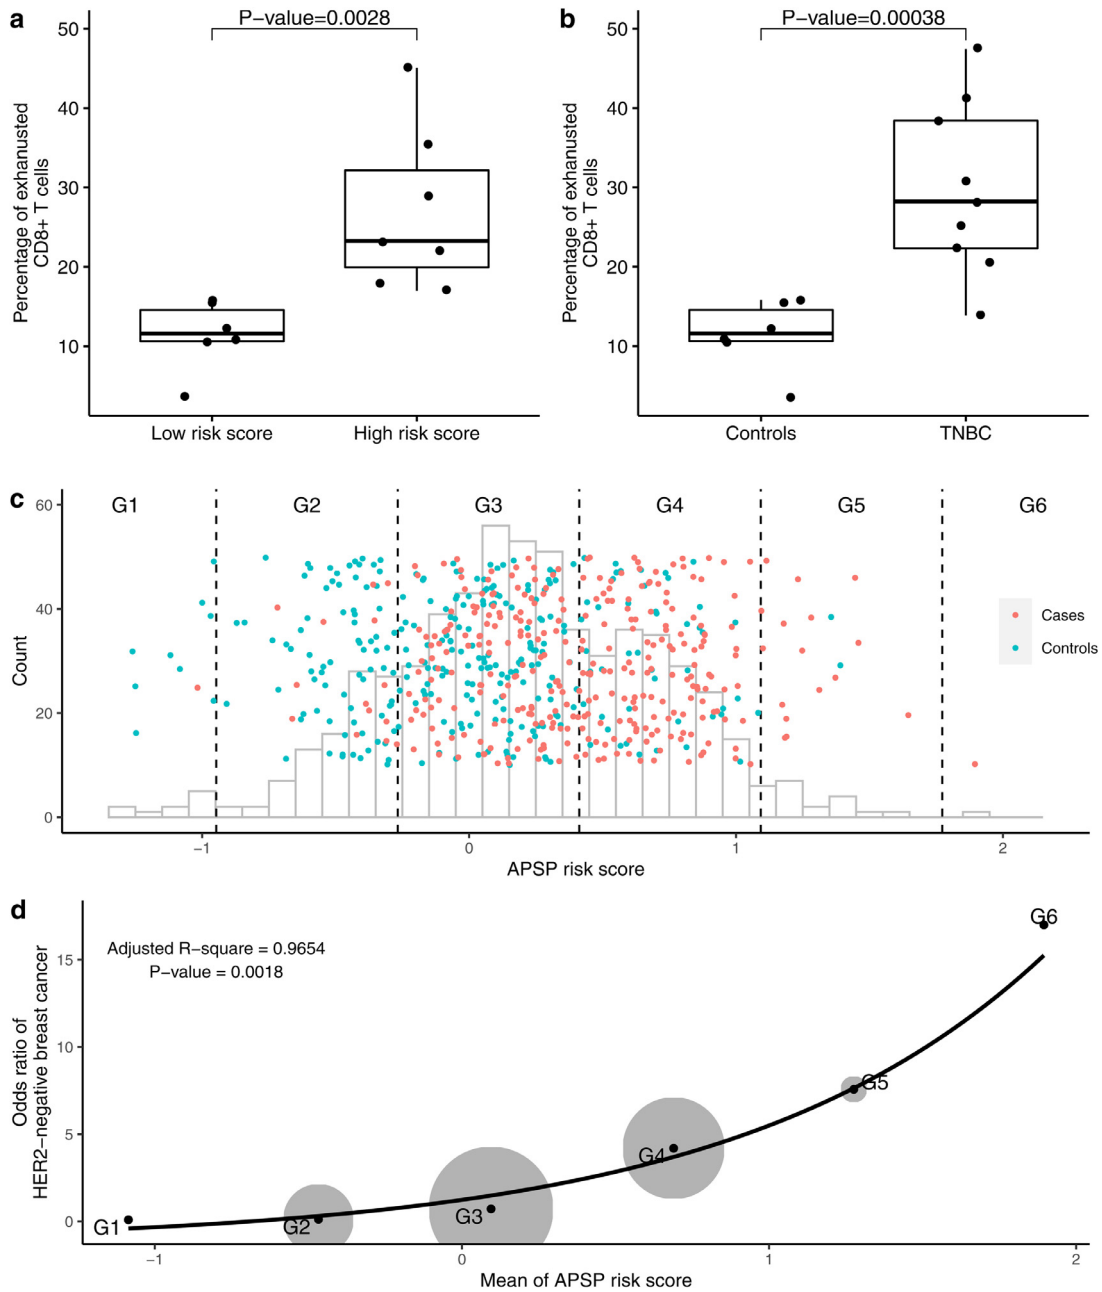 a
P-value=0.0028
50
40
30
20
10
Percentage of exhanusted
CD8+ T cells
Low risk score
High risk score
b
P-value=0.00038
50
40
30
20
10
Percentage of exhanusted
CD8+ T cells
Controls
TNBC
c
G1
G2
G3
G4
G5
G6
60
40
20
0
Count
−1
0
1
2
APSP risk score
Cases
Controls
d
Adjusted R-square = 0.9654
P-value = 0.0018
15
10
5
0
Odds ratio of
HER2-negative breast cancer
G1
G2
G3
G4
G5
G6
−1
0
1
2
Mean of APSP risk score